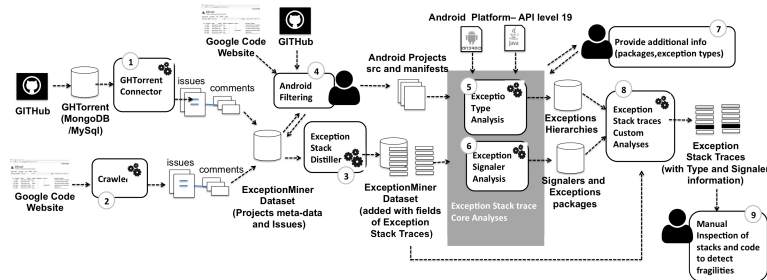 Android Platform– API level 19
Google Code
Website
GITHub
android
Java
7
Provide additional info
(packages,exception types)
1
GHTorrent
Connector
GITHub
GHTorrent
(MongoDB
/MySql)
issues
comments
4
Android
Filtering
Android Projects
src and manifests
5
Exception
Type
Analysis
Exceptions
Hierarchies
8
Exception
Stack traces
Custom
Analyses
Exception
Stack Traces
(with Type and Signaler
information)
Exception
Stack
Distiller
3
6
Exception
Signaler
Analysis
Signalers and
Exceptions
packages
Crawler
2
Google Code
Website
issues
comments
ExceptionMiner
Dataset
(Projects meta-data
and Issues)
ExceptionMiner
Dataset
(added with fields
of Exception
Stack Traces)
Exception Stack trace
Core Analyses
9
Manual
Inspection of
stacks and code
to detect
fragilities